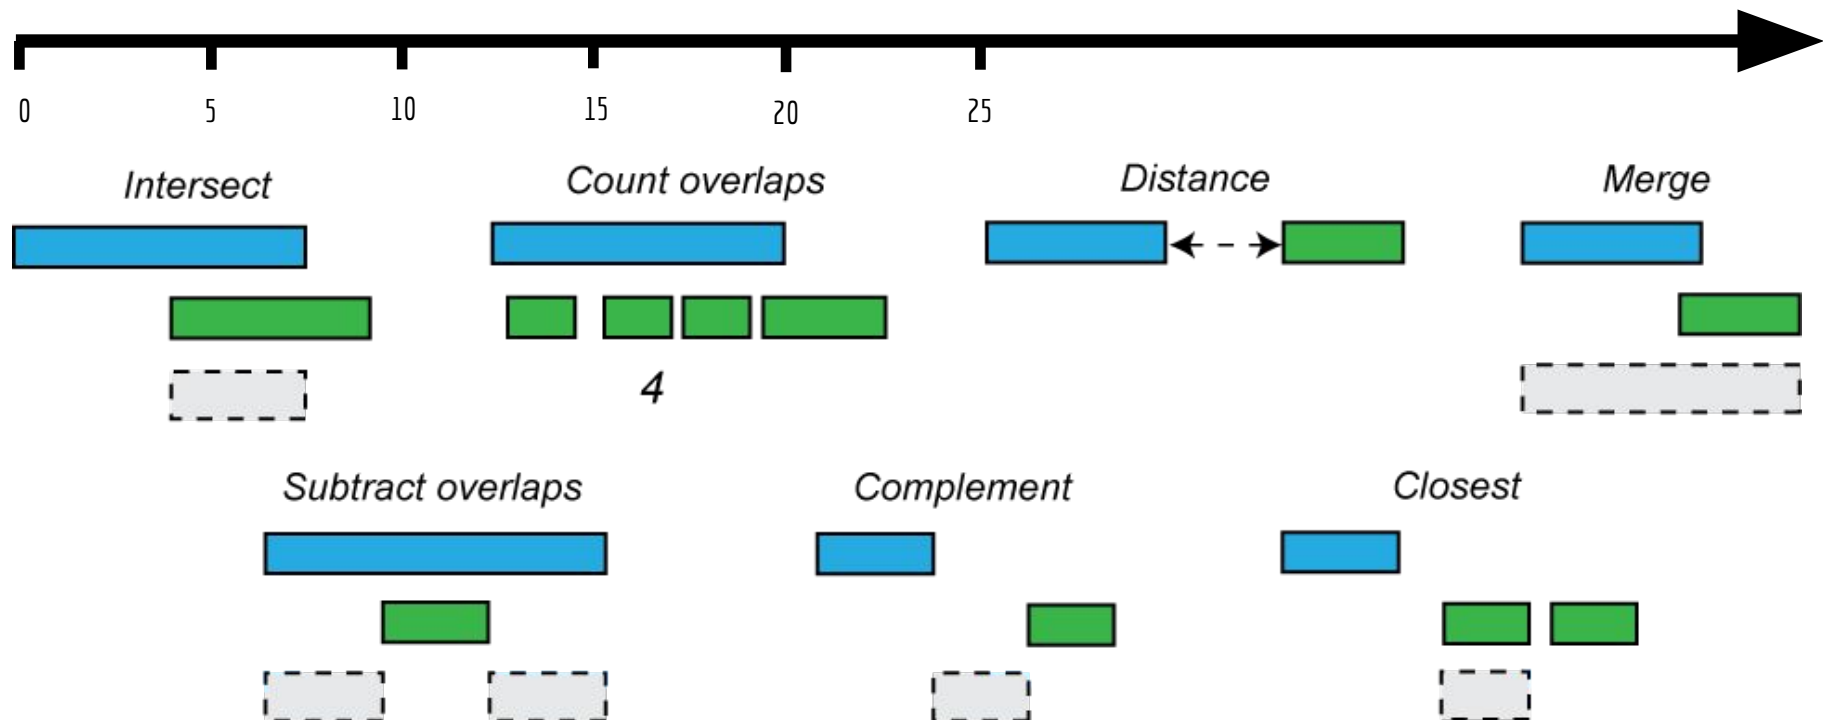 0 5 10 15 20 25
Intersect Count overlaps Distance Merge
4
Subtract overlaps Complement Closest